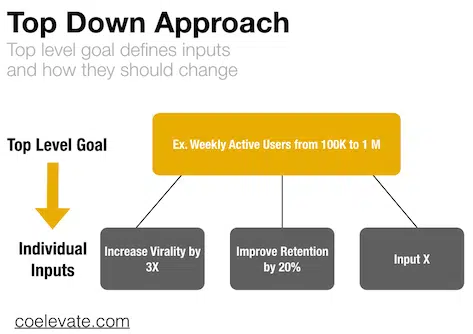 Top Down Approach
Top level goal defines inputs
and how they should change
Top Level Goal
Ex. Weekly Active Users from 100K to 1 M
Individual
Inputs
Increase Virality by
3X
Improve Retention
by 20%
Input X
coelevate.com